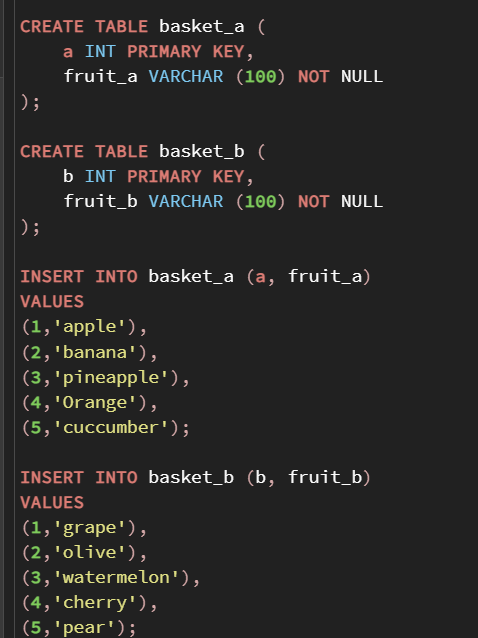 CREATE TABLE basket_a (
    a INT PRIMARY KEY,
    fruit_a VARCHAR (100) NOT NULL
);

CREATE TABLE basket_b (
    b INT PRIMARY KEY,
    fruit_b VARCHAR (100) NOT NULL
);

INSERT INTO basket_a (a, fruit_a)
VALUES
(1,'apple'),
(2,'banana'),
(3,'pineapple'),
(4,'Orange'),
(5,'cuccumber');

INSERT INTO basket_b (b, fruit_b)
VALUES
(1,'grape'),
(2,'olive'),
(3,'watermelon'),
(4,'cherry'),
(5,'pear');